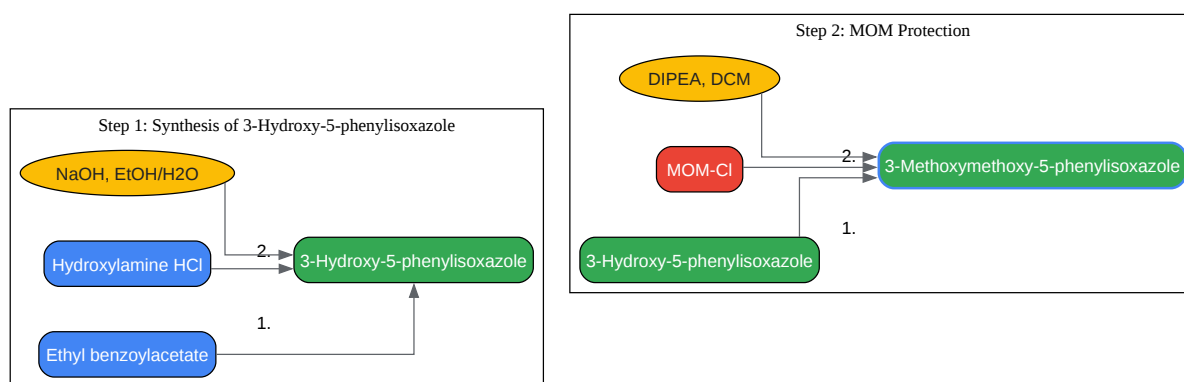 Step 1: Synthesis of 3-Hydroxy-5-phenylisoxazole
NaOH, EtOH/H2O
2.
Hydroxylamine HCl
3-Hydroxy-5-phenylisoxazole
1.
Ethyl benzoylacetate
Step 2: MOM Protection
DIPEA, DCM
2.
MOM-Cl
3-Methoxymethoxy-5-phenylisoxazole
1.
3-Hydroxy-5-phenylisoxazole